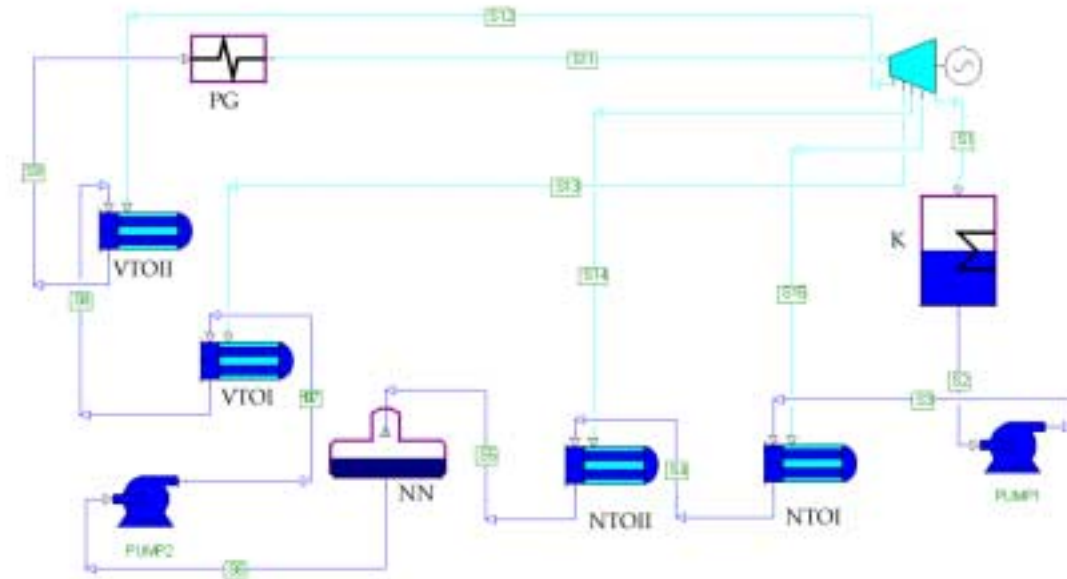 S12
S11
PG
S1
S9
S13
K
VTOII
S14
S15
S8
S2
VTOI
S3
S5
S4
NN
NTOII
NTOI
PUMP1
PUMP2
S6